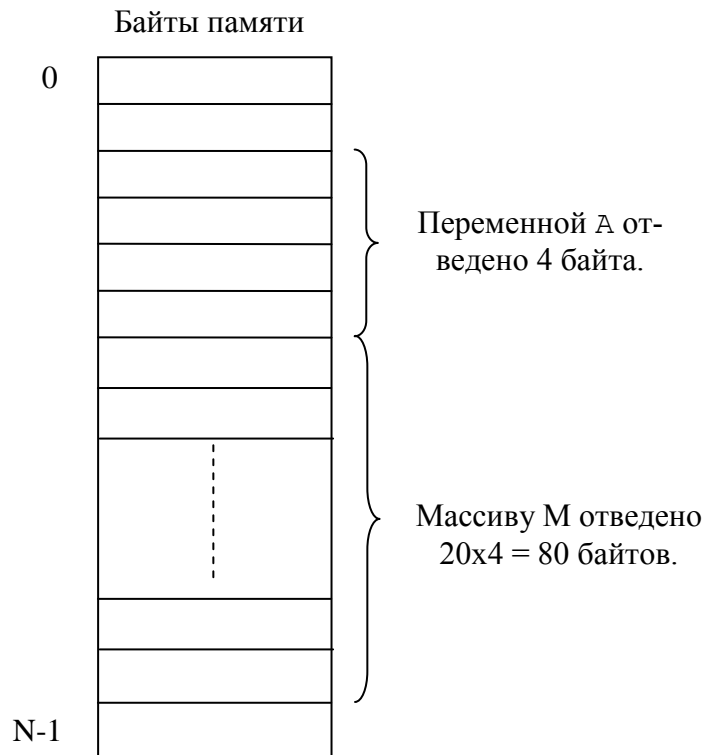 Байты памяти
0
Переменной A от-
ведено 4 байта.
Массиву M отведено
20x4 = 80 байтов.
N-1